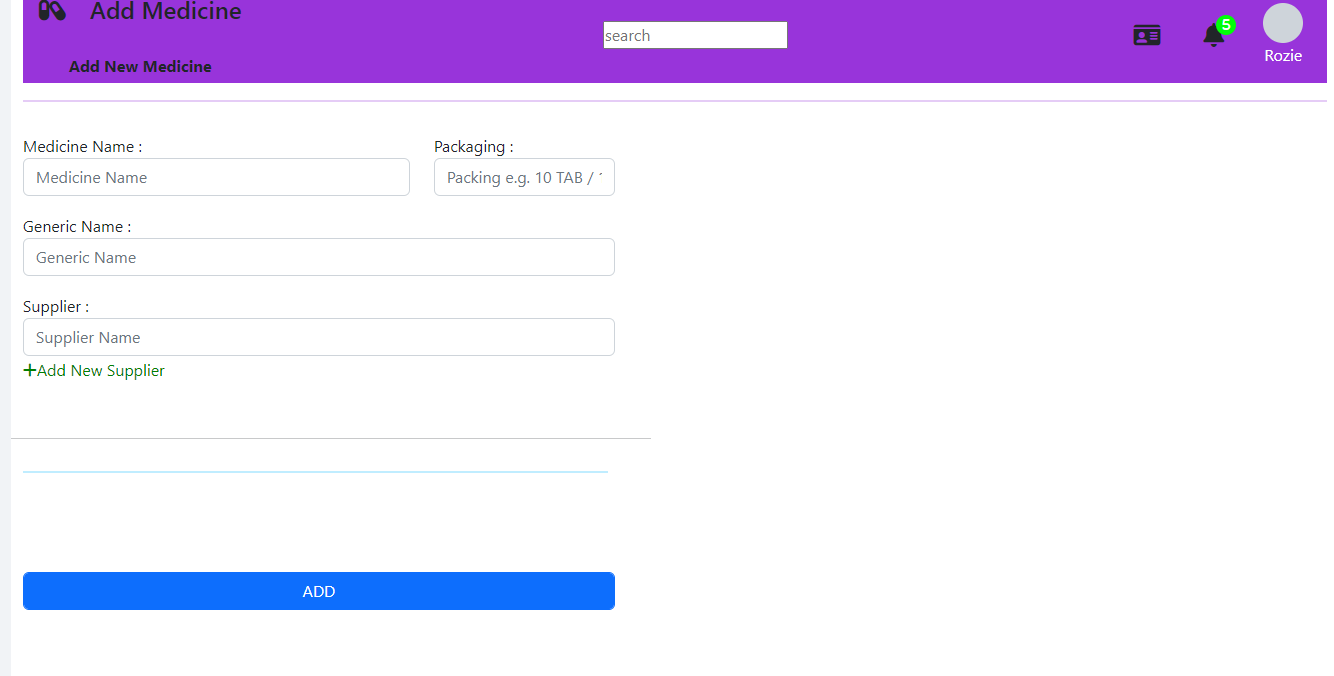 Add Medicine
search
5
Rozie
Add New Medicine
Medicine Name :
Packaging :
Medicine Name
Packing e.g. 10 TAB /
Generic Name :
Generic Name
Supplier :
Supplier Name
Add New Supplier
ADD